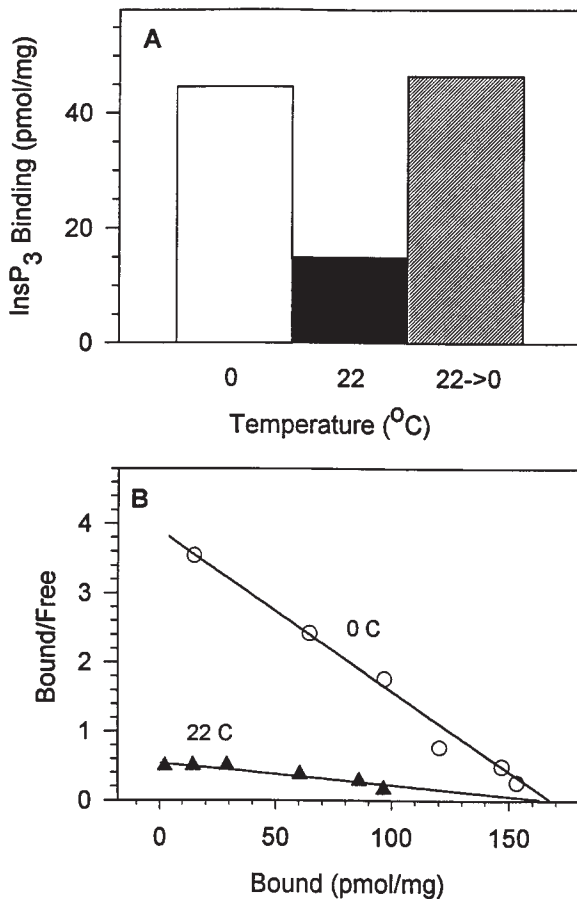 A
InsP3 Binding (pmol/mg)
40
20
0
0 22 22->0
Temperature (°C)
B
Bound/Free
4
3
2
1
0
0 C
22 C
0 50 100 150
Bound (pmol/mg)